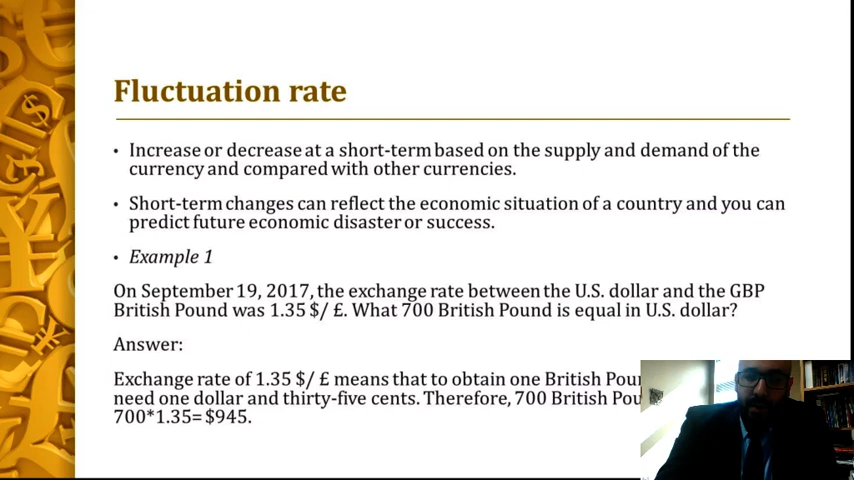 Fluctuation rate
• Increase or decrease at a short-term based on the supply and demand of the
currency and compared with other currencies.
• Short-term changes can reflect the economic situation of a country and you can
predict future economic disaster or success.
• Example 1
On September 19, 2017, the exchange rate between the U.S. dollar and the GBP
British Pound was 1.35 $/ £. What 700 British Pound is equal in U.S. dollar?
Answer:
Exchange rate of 1.35 $/ £ means that to obtain one British
need one dollar and thirty-five cents. Therefore, 700 British
700*1.35= $945.